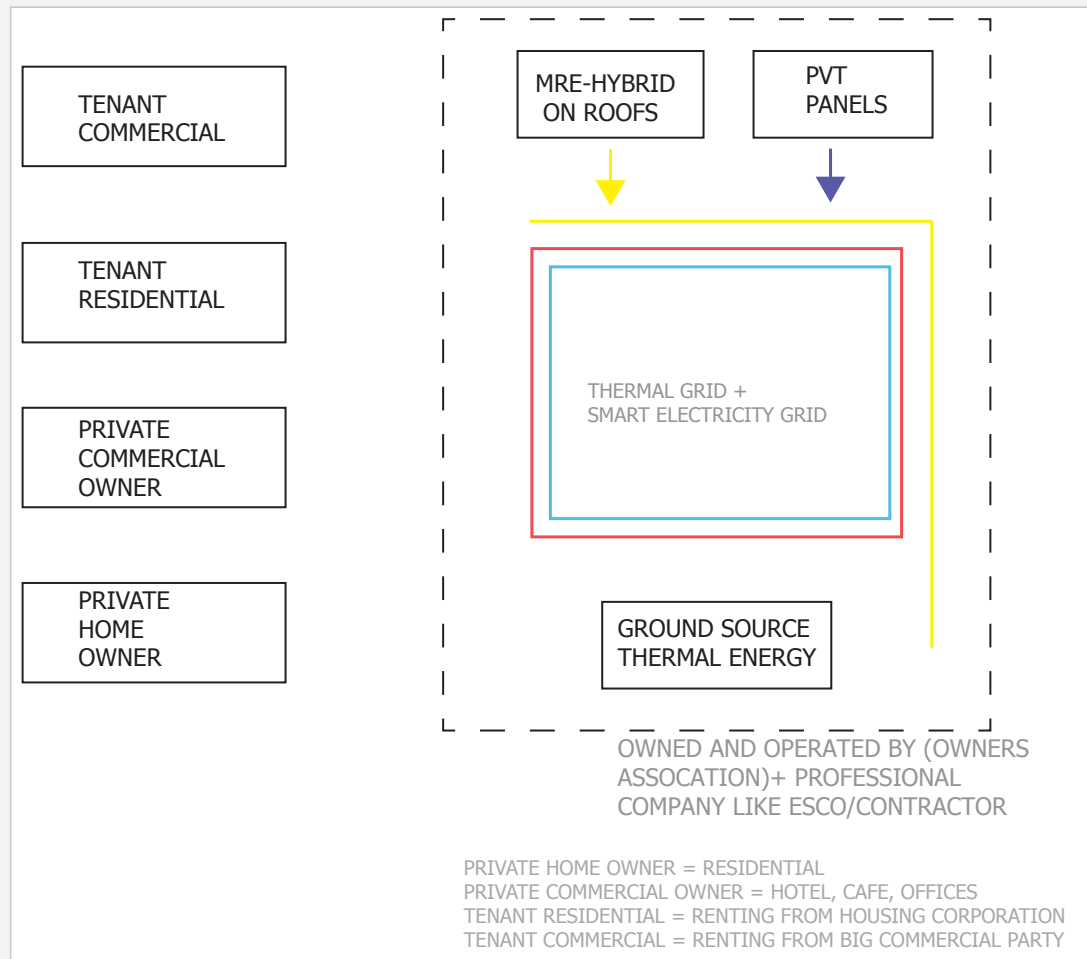 TENANT
COMMERCIAL
TENANT
RESIDENTIAL
PRIVATE
COMMERCIAL
OWNER
PRIVATE
HOME
OWNER
MRE-HYBRID
ON ROOFS
PVT
PANELS
THERMAL GRID +
SMART ELECTRICITY GRID
GROUND SOURCE
THERMAL ENERGY
OWNED AND OPERATED BY (OWNERS
ASSOCATION)+ PROFESSIONAL
COMPANY LIKE ESCO/CONTRACTOR
PRIVATE HOME OWNER = RESIDENTIAL
PRIVATE COMMERCIAL OWNER = HOTEL, CAFE, OFFICES
TENANT RESIDENTIAL = RENTING FROM HOUSING CORPORATION
TENANT COMMERCIAL = RENTING FROM BIG COMMERCIAL PARTY